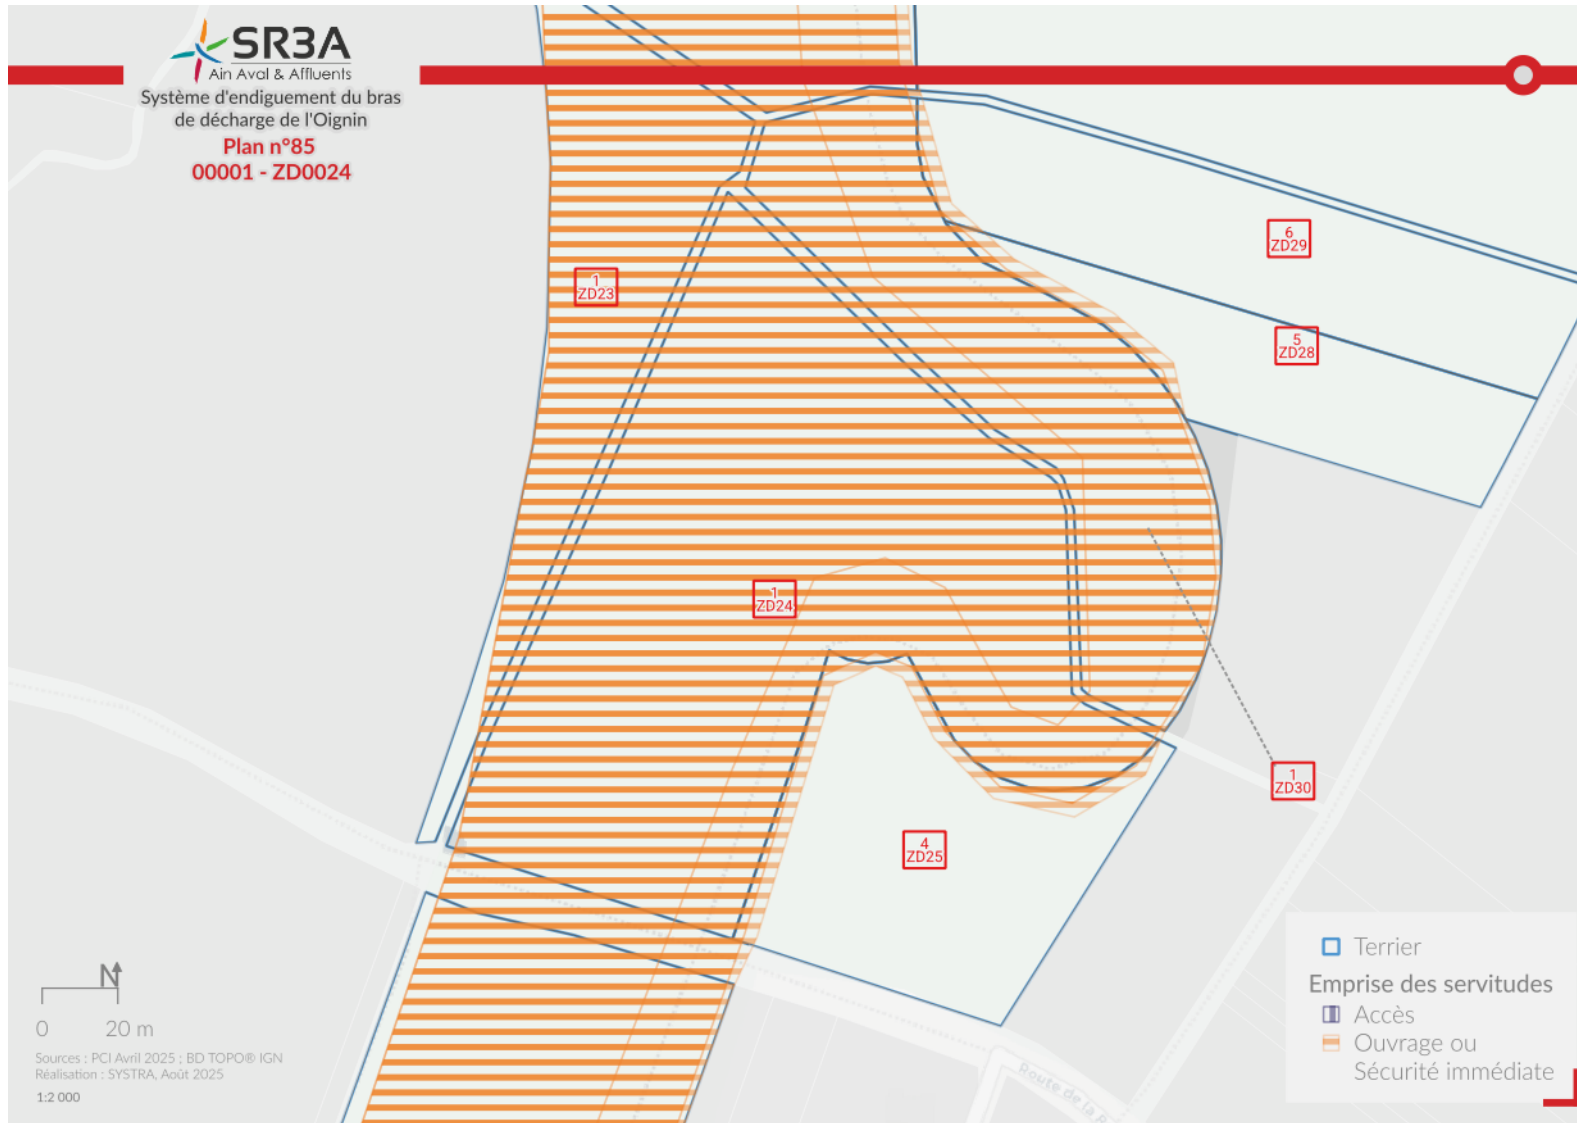 SR3A
Ain Aval & Affluents
Système d'endiguement du bras
de décharge de l'Oignin
Plan n°85
00001 - ZD0024
6
ZD29
1
ZD23
5
ZD28
1
ZD24
1
ZD30
4
ZD25
Terrier
Emprise des servitudes
Accès
Ouvrage ou
Sécurité immédiate
N
0 20 m
Sources : PCI Avril 2025 ; BD TOPO® IGN
Réalisation : SYSTRA, Août 2025
1:2 000
Route de la